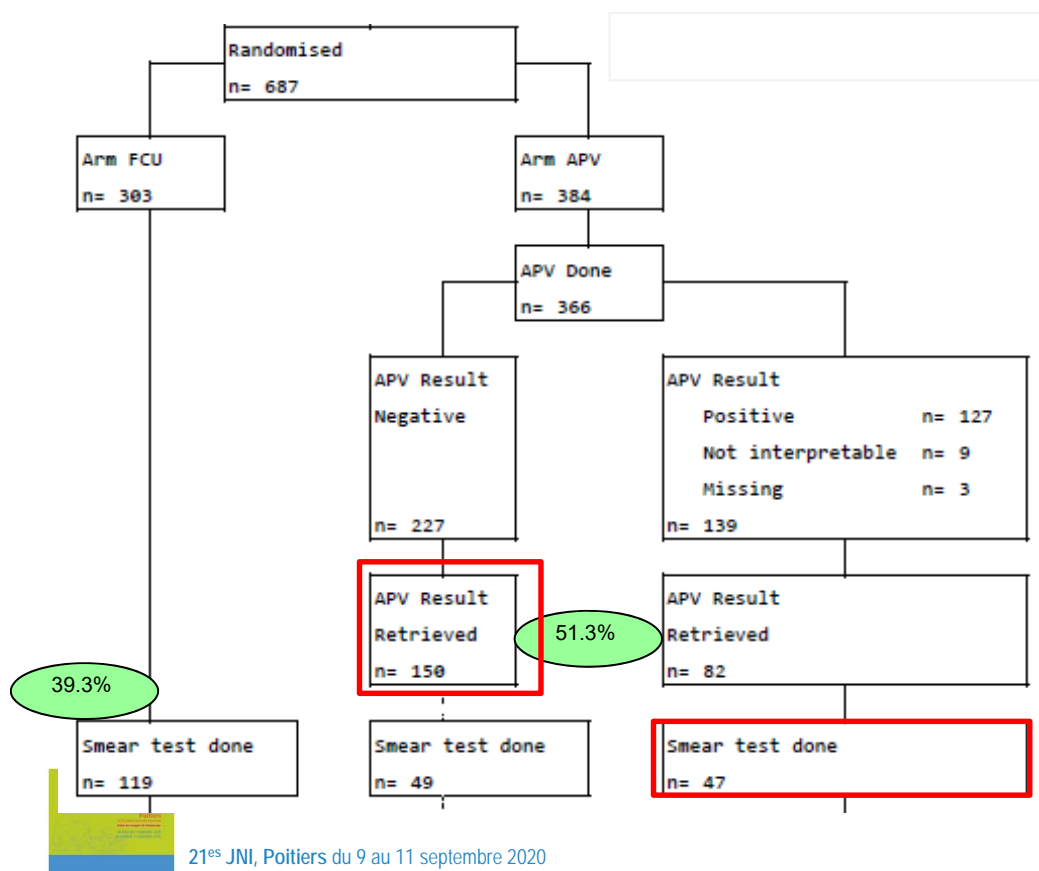 Randomised
n= 687
Arm FCU
n= 303
Arm APV
n= 384
APV Done
n= 366
APV Result
Negative
n= 227
APV Result
Positive n= 127
Not interpretable n= 9
Missing n= 3
n= 139
APV Result
Retrieved
n= 150
51.3%
APV Result
Retrieved
n= 82
39.3%
Smear test done
n= 119
Smear test done
n= 49
Smear test done
n= 47
Poitiers
21es JNI, Poitiers du 9 au 11 septembre 2020